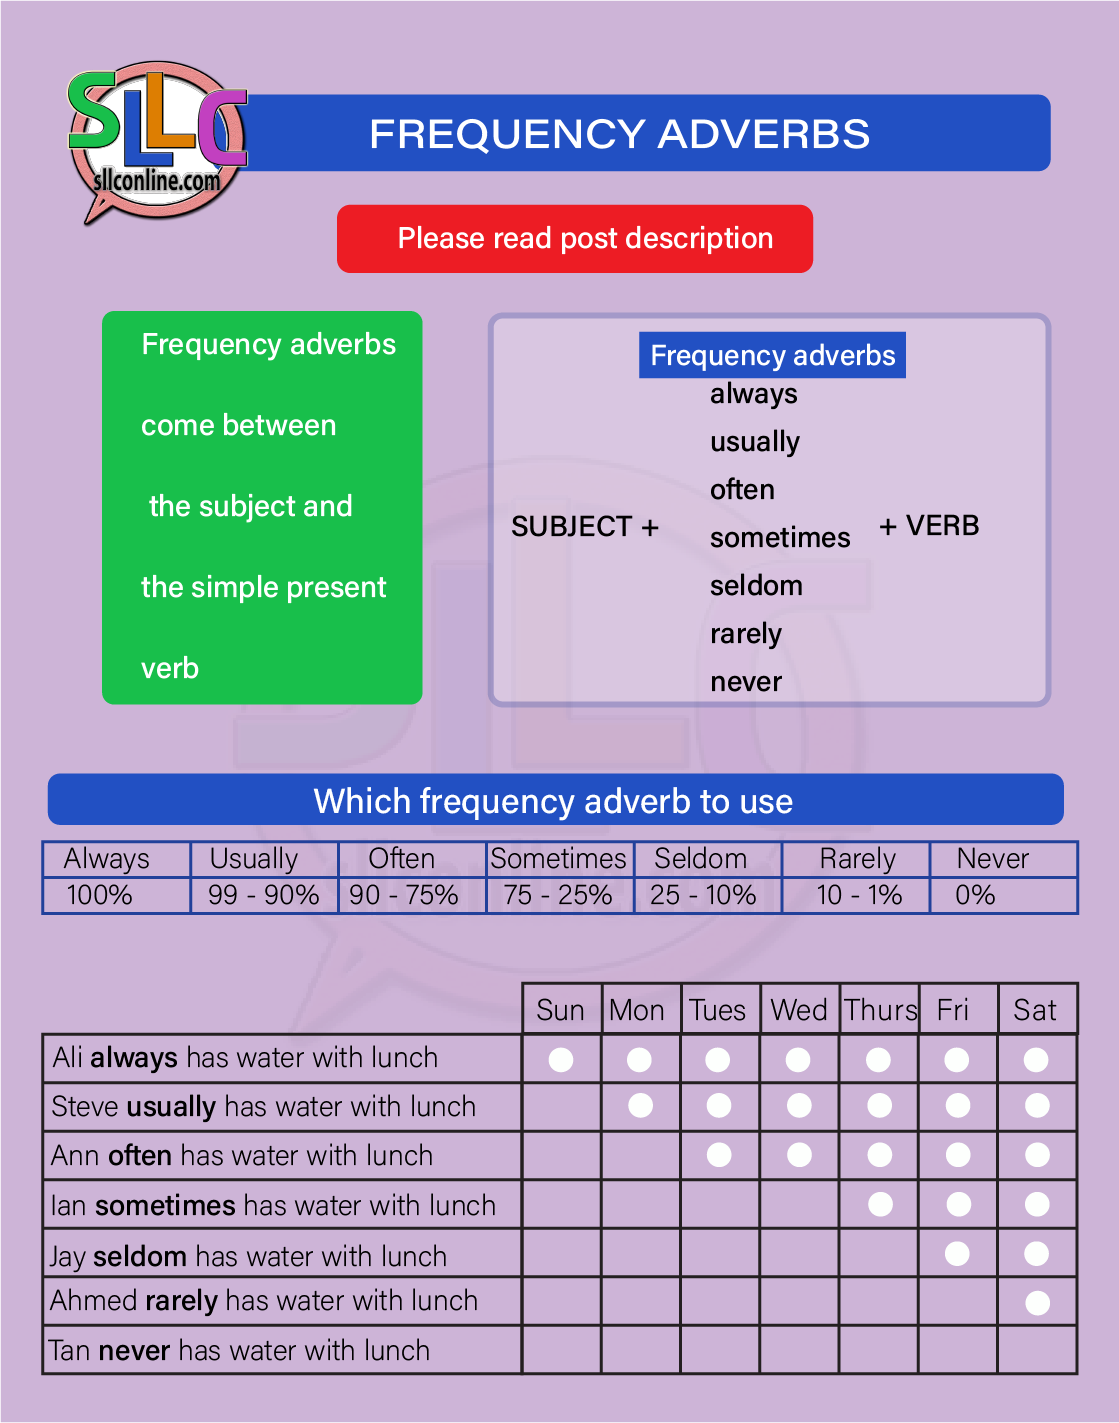 SLLC
sllconline.com
FREQUENCY ADVERBS
Please read post description
Frequency adverbs
come between
the subject and
the simple present
verb
Frequency adverbs
always
usually
often
SUBJECT + sometimes + VERB
seldom
rarely
never
Which frequency adverb to use
Always Usually Often Sometimes Seldom Rarely Never
100% 99 - 90% 90 - 75% 75 - 25% 25 - 10% 10 - 1% 0%
Sun Mon Tues Wed Thurs Fri Sat
Ali always has water with lunch
Steve usually has water with lunch
Ann often has water with lunch
Ian sometimes has water with lunch
Jay seldom has water with lunch
Ahmed rarely has water with lunch
Tan never has water with lunch